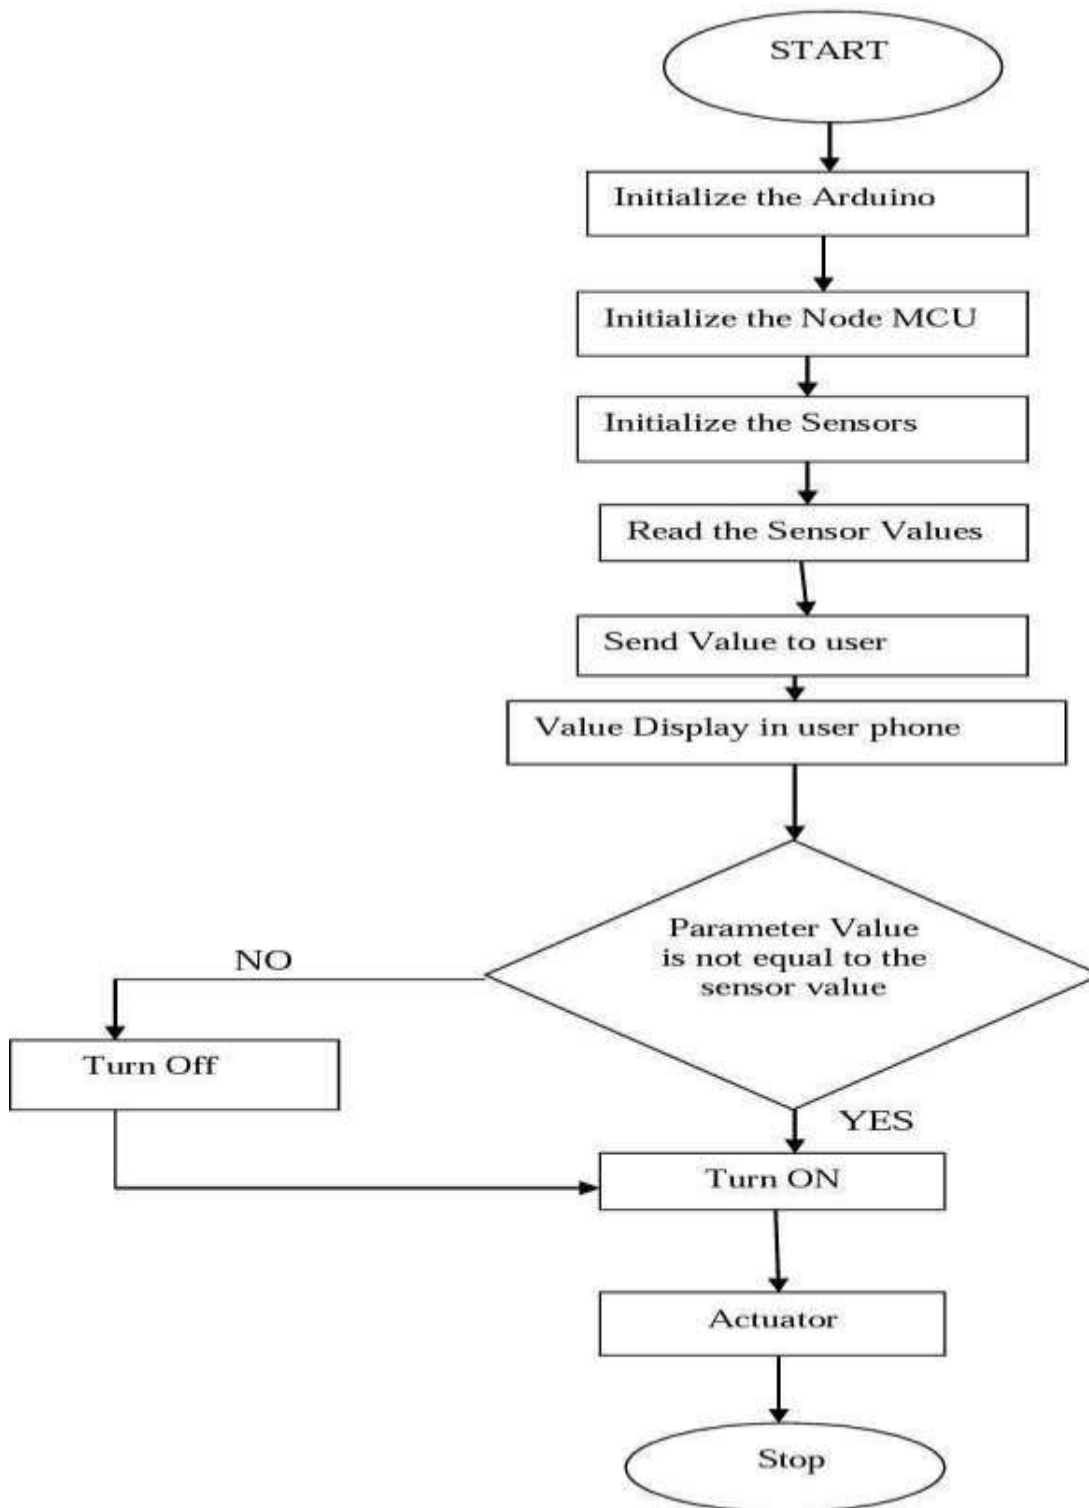 START
Initialize the Arduino
Initialize the Node MCU
Initialize the Sensors
Read the Sensor Values
Send Value to user
Value Display in user phone
Parameter Value
is not equal to the
sensor value
NO
Turn Off
YES
Turn ON
Actuator
Stop